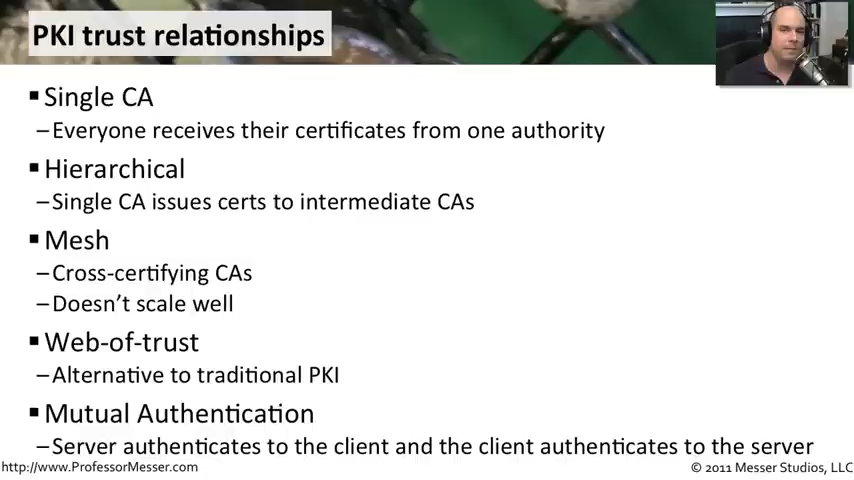 PKI trust relationships
▪ Single CA
–Everyone receives their certificates from one authority
▪ Hierarchical
–Single CA issues certs to intermediate CAs
▪ Mesh
–Cross-certifying CAs
–Doesn't scale well
▪ Web-of-trust
–Alternative to traditional PKI
▪ Mutual Authentication
–Server authenticates to the client and the client authenticates to the server
http://www.ProfessorMesser.com
© 2011 Messer Studios, LLC